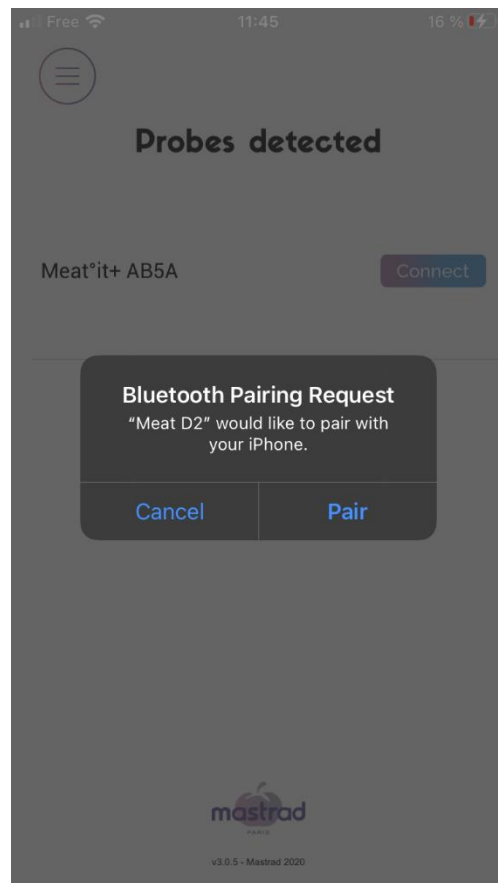 Free 11:45 16 %
Probes detected
Meat°it+ AB5A Connect
Bluetooth Pairing Request
“Meat D2” would like to pair with
your iPhone.
Cancel Pair
mastrad
PARIS
v3.0.5 - Mastrad 2020